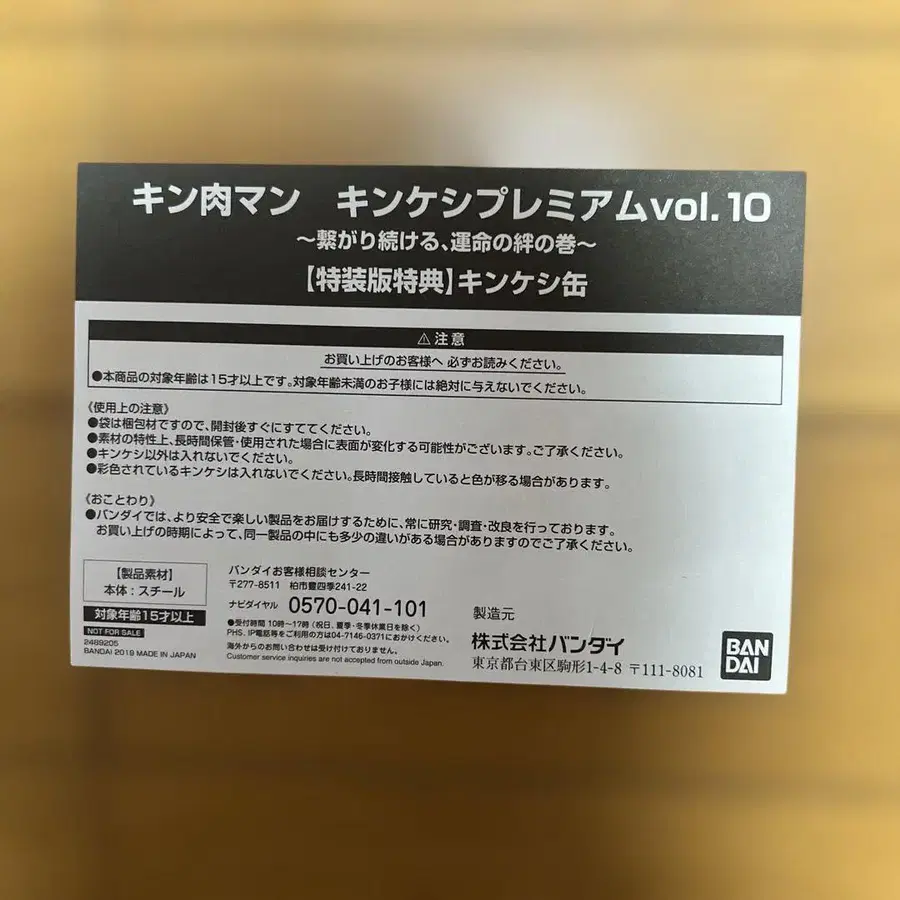 キン肉マン　キンケシプレミアムvol.10
～繋がり続ける、運命の絆の巻～
【特装版特典】キンケシ缶
⚠注意
お買い上げのお客様へ 必ずお読みください。
●本商品の対象年齢は15才以上です。対象年齢未満のお子様には絶対に与えないでください。
《使用上の注意》
●袋は梱包材ですので、開封後すぐにすててください。
●素材の特性上、長時間保管・使用された場合に表面が変化する可能性がございます。ご了承ください。
●キンケシ以外は入れないでください。
●彩色されているキンケシは入れないでください。長時間接触していると色が移る場合があります。
《おことわり》
●バンダイでは、より安全で楽しい製品をお届けするために、常に研究・調査・改良を行っております。
お買い上げの時期によって、同一製品の中にも多少の違いがある場合がありますのでご了承ください。
【製品素材】
本体：スチール
対象年齢15才以上
NOT FOR SALE
2489205
BANDAI 2019 MADE IN JAPAN
バンダイお客様相談センター
〒277-8511　柏市豊四季241-22
ナビダイヤル 0570-041-101
●受付時間 10時～17時 (祝日、夏季・冬季休業日を除く)
PHS、IP電話等をご利用の方は04-7146-0371におかけください。
海外からのお問い合わせは受け付けておりません。
Customer service inquiries are not accepted from outside Japan.
製造元
株式会社バンダイ
東京都台東区駒形1-4-8 〒111-8081
BAN
DAI